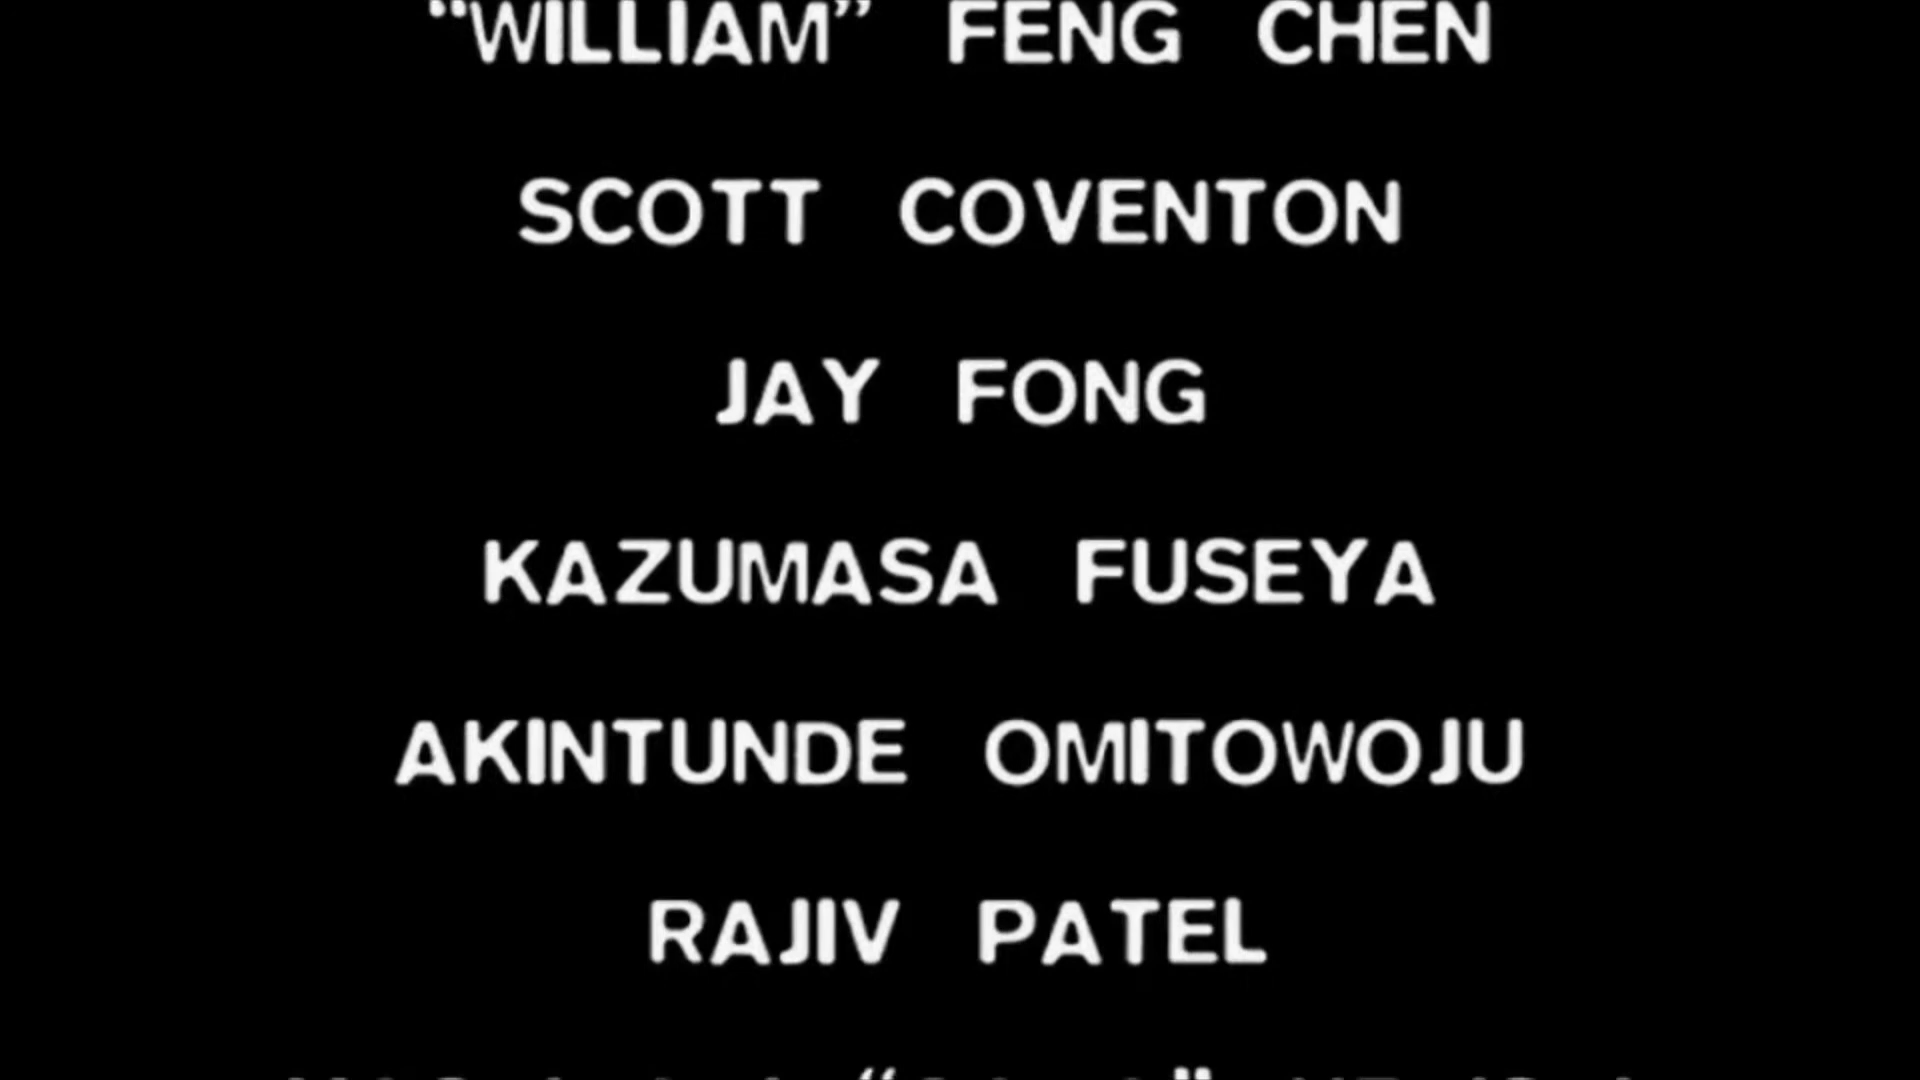 “WILLIAM” FENG CHEN
SCOTT COVENTON
JAY FONG
KAZUMASA FUSEYA
AKINTUNDE OMITOWOJU
RAJIV PATEL